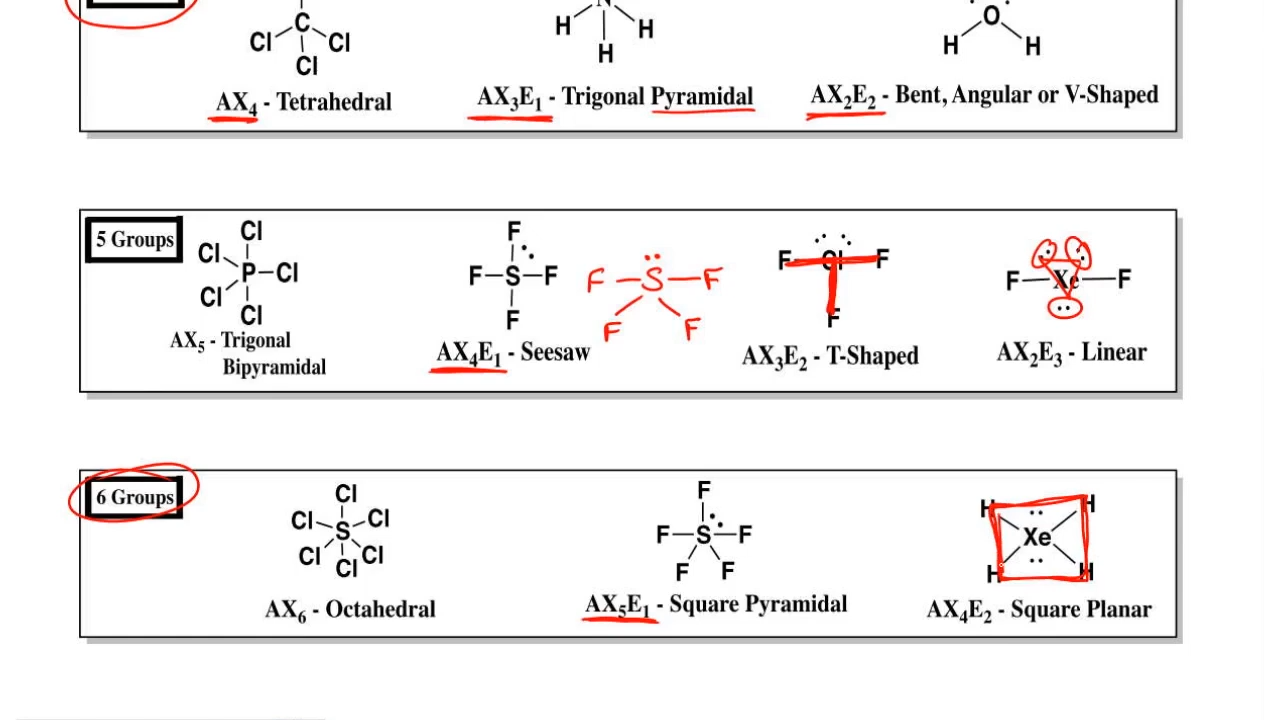 C
Cl Cl
Cl
N
H H
H
O
H H
AX₄ - Tetrahedral
AX₃E₁ - Trigonal Pyramidal
AX₂E₂ - Bent, Angular or V-Shaped
5 Groups
Cl
Cl
P Cl
Cl
Cl
AX₅ - Trigonal
Bipyramidal
F
F S F
F
F S F
F F
AX₄E₁ - Seesaw
F Cl F
F
AX₃E₂ - T-Shaped
F Xe F
AX₂E₃ - Linear
6 Groups
Cl
Cl Cl
S
Cl Cl
Cl
AX₆ - Octahedral
F
F S F
F F
AX₅E₁ - Square Pyramidal
H H
Xe
H H
AX₄E₂ - Square Planar